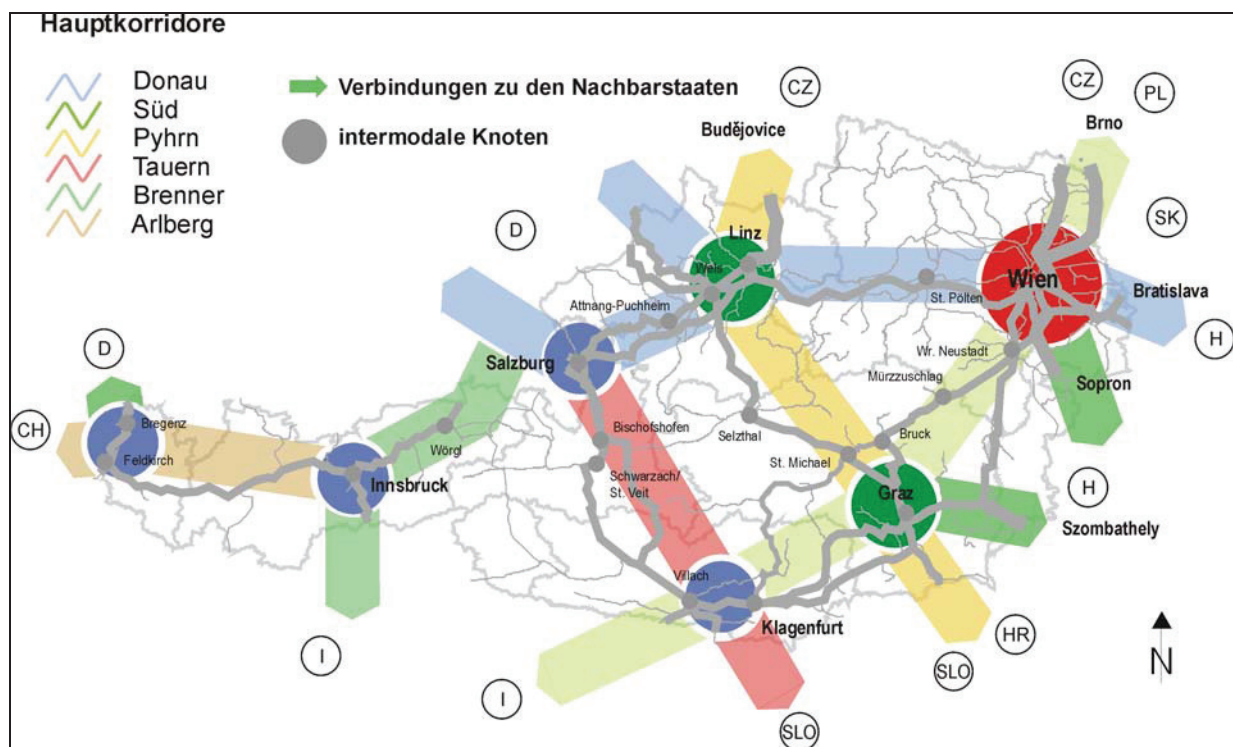 Hauptkorridore
Donau
Süd
Pyhrn
Tauern
Brenner
Arlberg
Verbindungen zu den Nachbarstaaten
intermodale Knoten
CZ
Budějovice
CZ
PL
Brno
D
Linz
SK
Wels
Wien
St. Pölten
Bratislava
Attnang-Puchheim
H
D
Salzburg
Wr. Neustadt
Mürzzuschlag
Sopron
CH
Bregenz
Feldkirch
Wörgl
Bischofshofen
Selzthal
Bruck
St. Michael
Innsbruck
Schwarzach/
St. Veit
Graz
H
Szombathely
Villach
Klagenfurt
HR
I
SLO
I
SLO
N